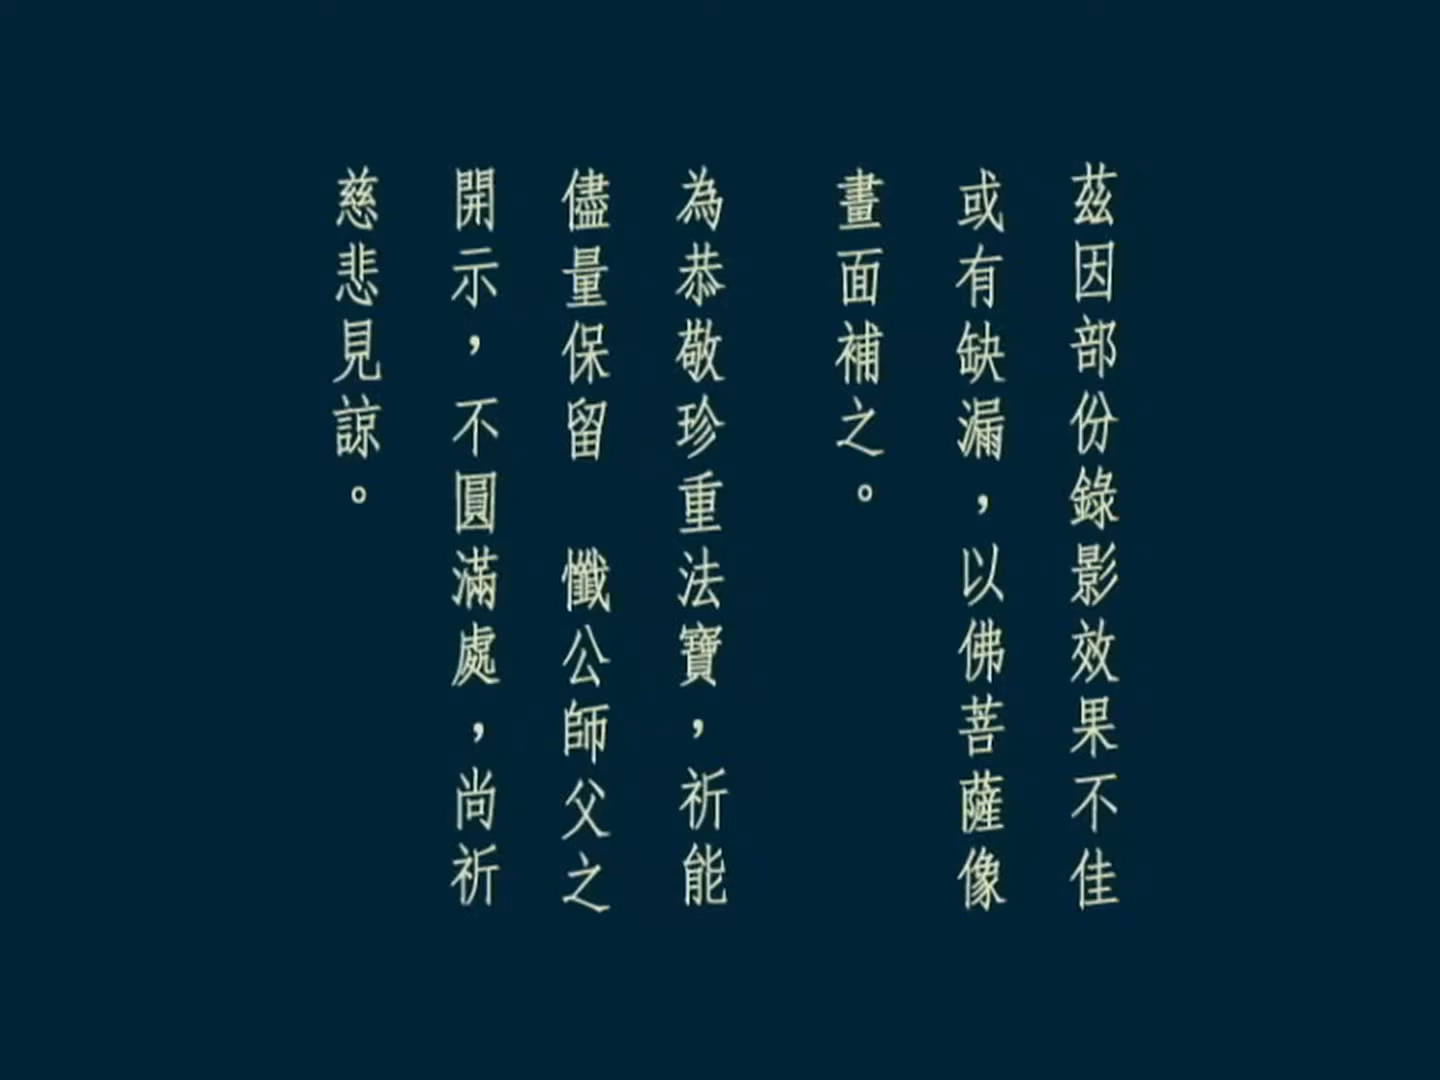 茲因部份錄影效果不佳
或有缺漏，以佛菩薩像
畫面補之。
為恭敬珍重法寶，祈能
儘量保留　懺公師父之
開示，不圓滿處，尚祈
慈悲見諒。